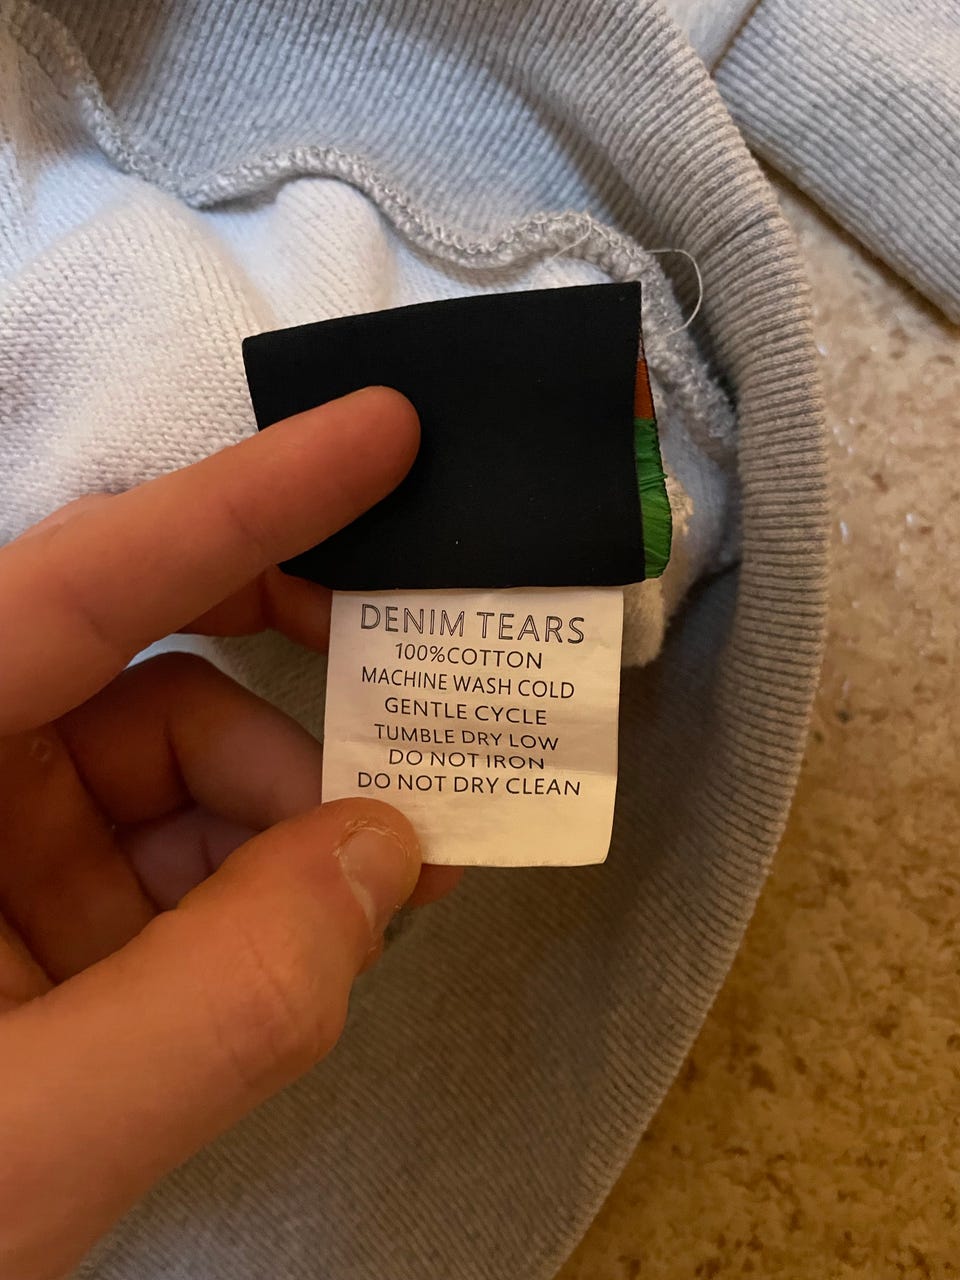 DENIM TEARS
100%COTTON
MACHINE WASH COLD
GENTLE CYCLE
TUMBLE DRY LOW
DO NOT IRON
DO NOT DRY CLEAN